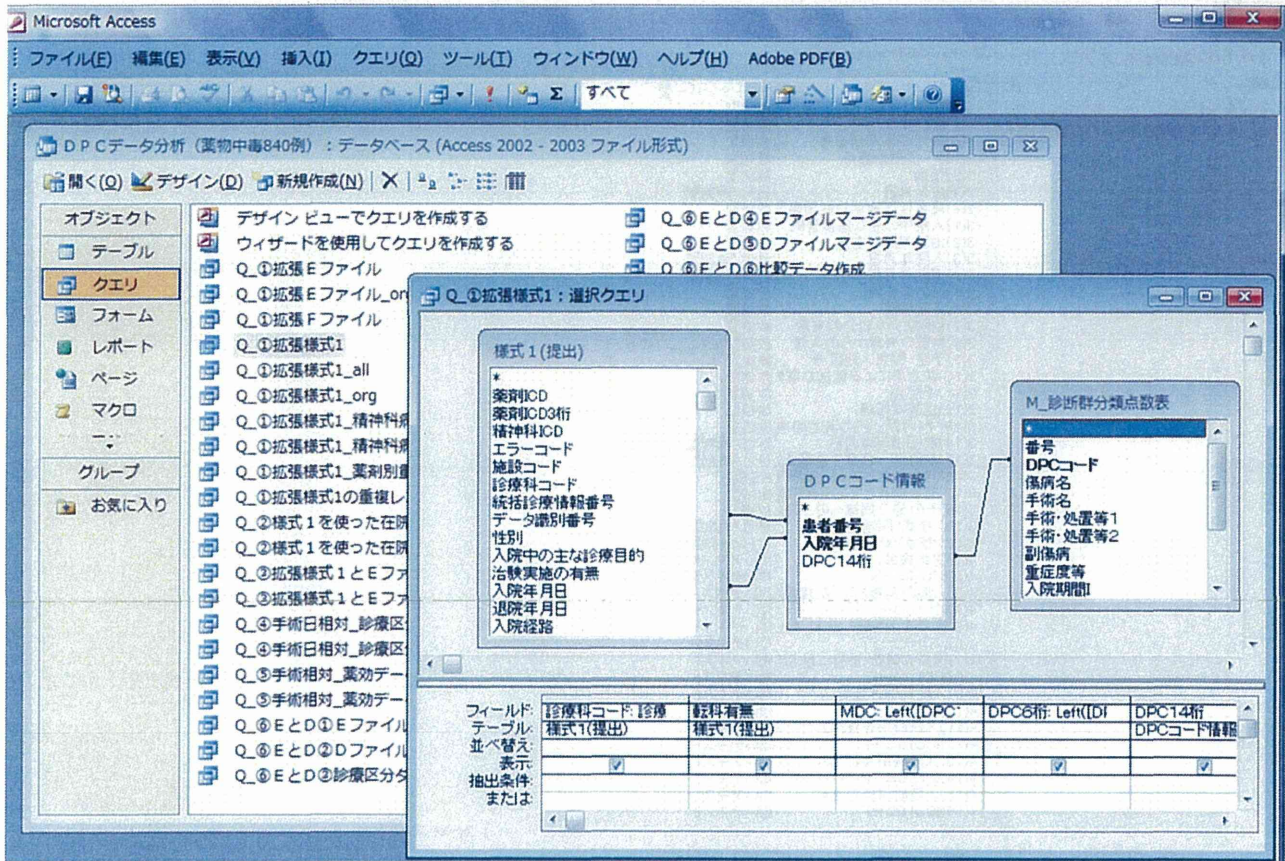 Microsoft Access
ファイル(F) 編集(E) 表示(V) 挿入(I) クエリ(Q) ツール(T) ウィンドウ(W) ヘルプ(H) Adobe PDF(B)
すべて
DPCデータ分析（薬物中毒840例）：データベース (Access 2002 - 2003 ファイル形式)
開く(O) デザイン(D) 新規作成(N)
オブジェクト
テーブル
クエリ
フォーム
レポート
ページ
マクロ
グループ
お気に入り
デザイン ビューでクエリを作成する
ウィザードを使用してクエリを作成する
Q_①拡張Eファイル
Q_①拡張Eファイル_org
Q_①拡張Fファイル
Q_①拡張様式1
Q_①拡張様式1_all
Q_①拡張様式1_org
Q_①拡張様式1_精神科
Q_①拡張様式1_精神科
Q_①拡張様式1_薬剤別
Q_①拡張様式1の重複レ
Q_②様式1を使った在院
Q_②様式1を使った在院
Q_③拡張様式1とEファ
Q_③拡張様式1とEファ
Q_④手術日相対_診療区
Q_④手術日相対_診療区
Q_⑤手術相対_薬効デー
Q_⑤手術相対_薬効デー
Q_⑥EとD①Eファイル
Q_⑥EとD②Dファイル
Q_⑥EとD③診療区分
Q_⑥EとD④Eファイルマージデータ
Q_⑥EとD⑤Dファイルマージデータ
Q_⑥EとD⑥比較データ作成
Q_①拡張様式1：選択クエリ
様式1(提出)
*
薬剤ICD
薬剤ICD3桁
精神科ICD
エラーコード
施設コード
診療科コード
統括診療情報番号
データ識別番号
性別
入院中の主な診療目的
治験実施の有無
入院年月日
退院年月日
入院経路
DPCコード情報
*
患者番号
入院年月日
DPC14桁
M_診断群分類点数表
*
番号
DPCコード
傷病名
手術名
手術・処置等1
手術・処置等2
副傷病
重症度等
入院期間I
フィールド: 診療科コード: 診療 転科有無 MDC: Left([DPC DPC6桁: Left([D DPC14桁
テーブル: 様式1(提出) 様式1(提出) DPCコード情報
並べ替え:
表示:
抽出条件:
または: